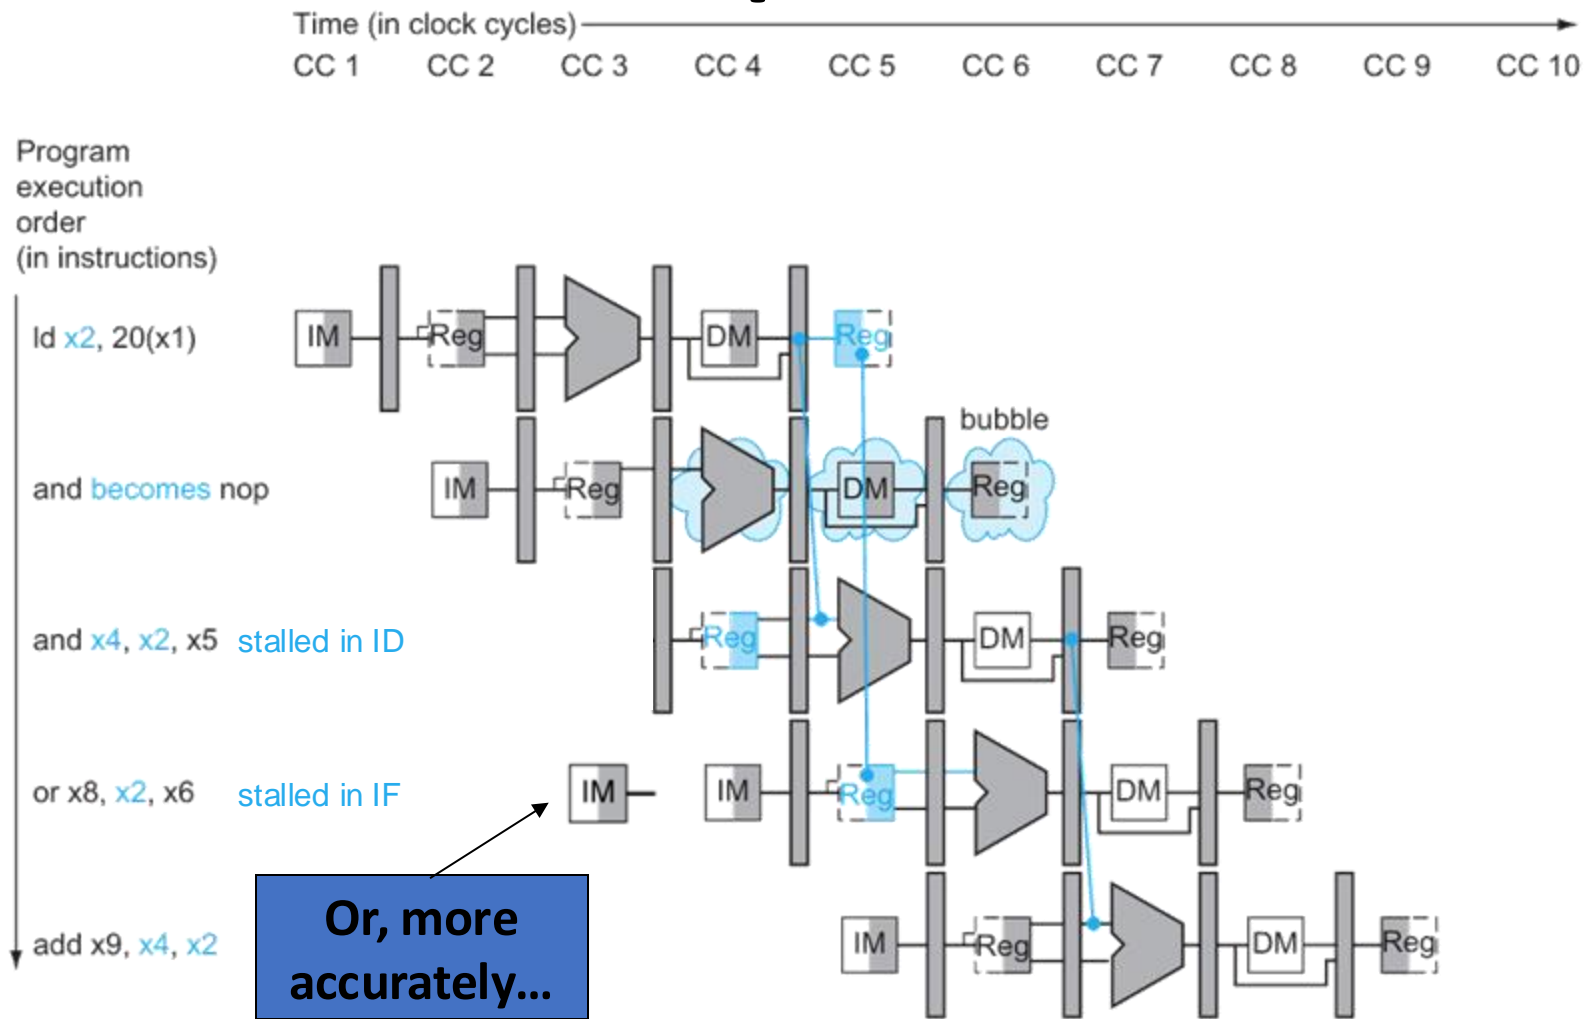 Time (in clock cycles)
CC 1 CC 2 CC 3 CC 4 CC 5 CC 6 CC 7 CC 8 CC 9 CC 10
Program
execution
order
(in instructions)
ld x2, 20(x1)
IM Reg DM Reg
bubble
and becomes nop
IM Reg DM Reg
and x4, x2, x5 stalled in ID
Reg DM Reg
or x8, x2, x6 stalled in IF
IM IM Reg DM Reg
Or, more
accurately...
add x9, x4, x2
IM Reg DM Reg